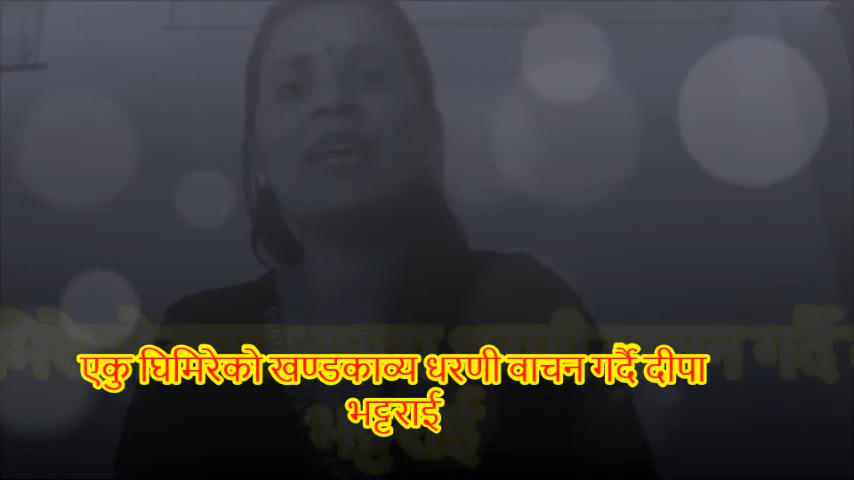 एकु घिमिरेको खण्डकाव्य धरणी वाचन गर्दै दीपा
भट्टराई